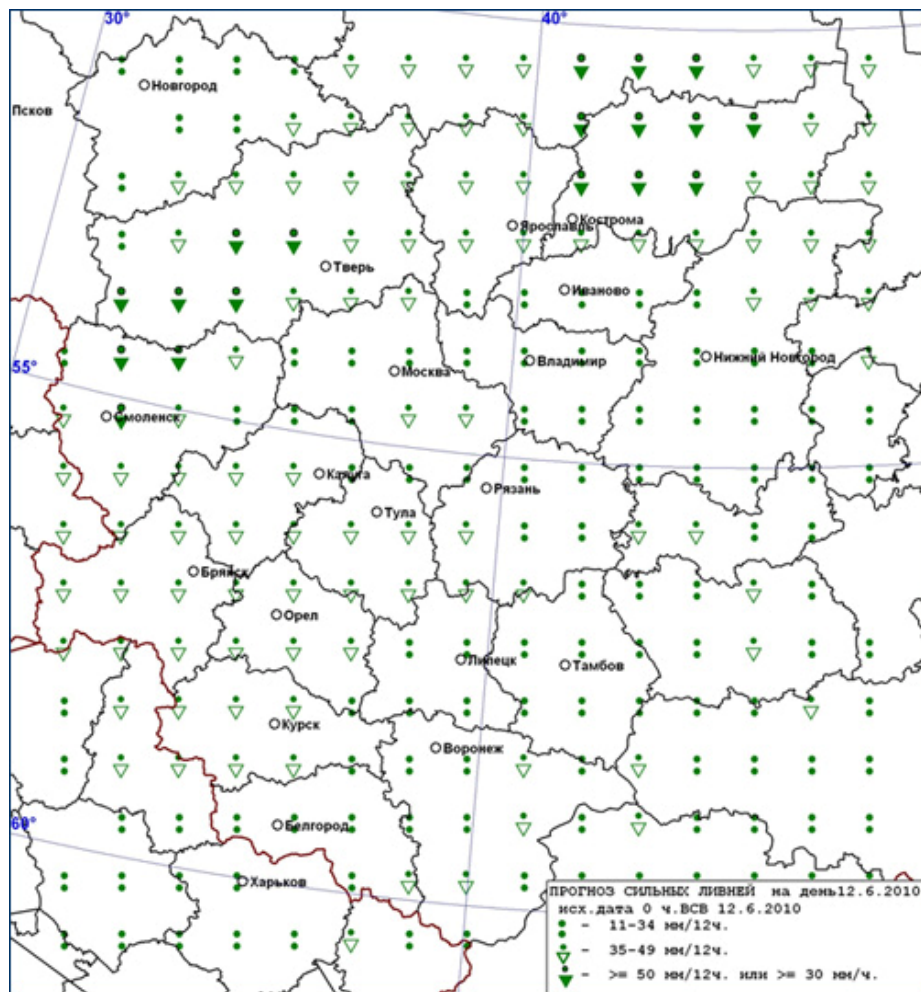 30°
40°
Новгород
Псков
Кострома
Ярославль
Тверь
Иваново
55°
Владимир
Нижний Новгород
Москва
Смоленск
Калуга
Рязань
Тула
Брянск
Орел
Липецк
Тамбов
Курск
Воронеж
60°
Белгород
Харьков
ПРОГНОЗ СИЛЬНЫХ ЛИВНЕЙ на день12.6.2010
исх.дата 0 ч.ВСВ 12.6.2010
- 11-34 мм/12ч.
- 35-49 мм/12ч.
- >= 50 мм/12ч. или >= 30 мм/ч.